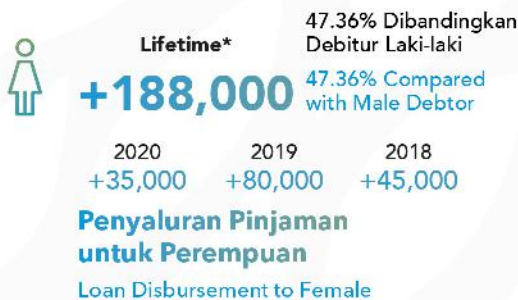 Lifetime*
+188,000
47.36% Dibandingkan
Debitur Laki-laki
47.36% Compared
with Male Debtor
2020 2019 2018
+35,000 +80,000 +45,000
Penyaluran Pinjaman
untuk Perempuan
Loan Disbursement to Female